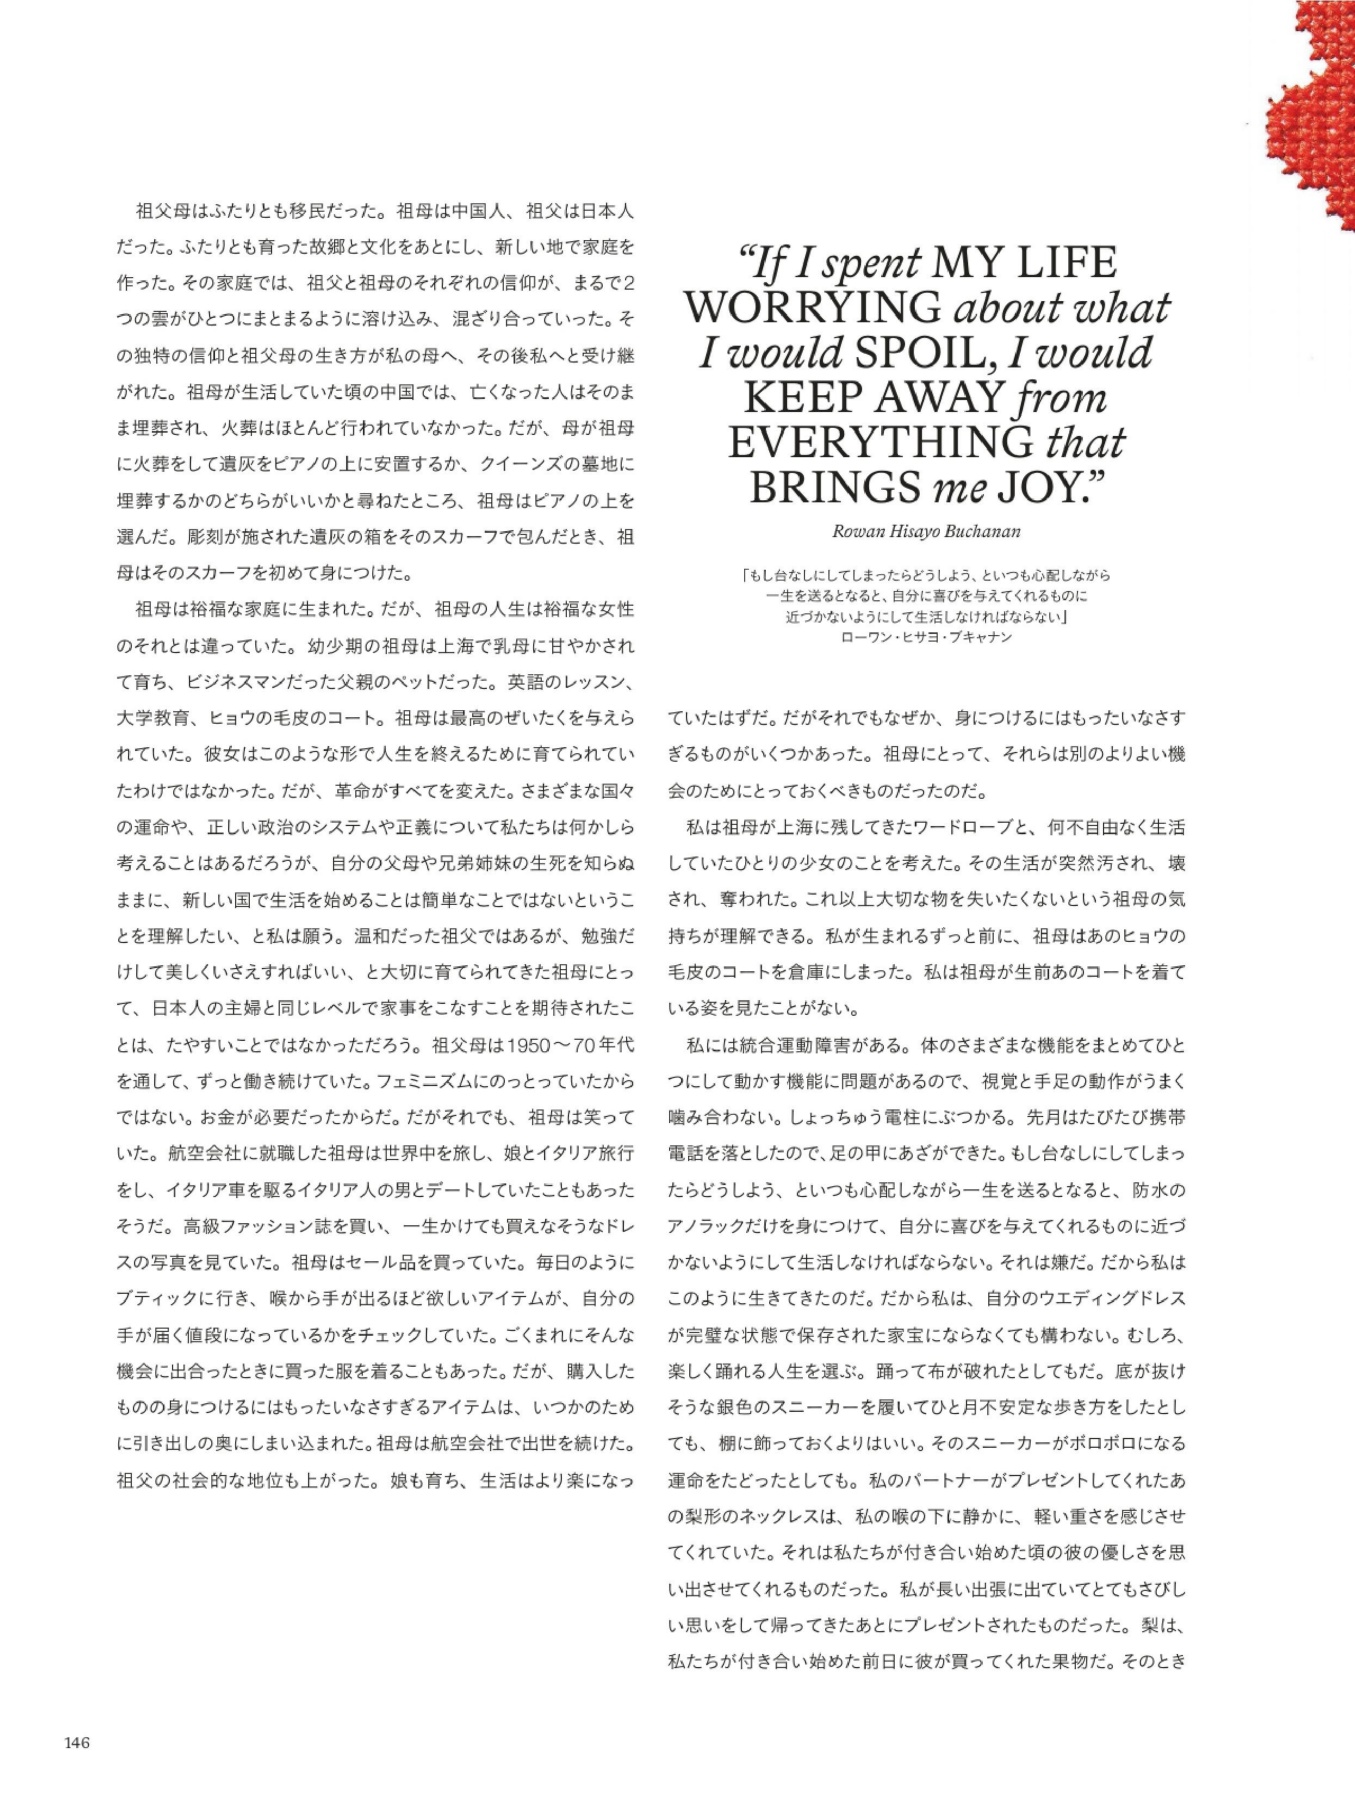 祖父母はふたりとも移民だった。祖母は中国人、祖父は日本人
だった。ふたりとも育った故郷と文化をあとにし、新しい地で家庭を
作った。その家庭では、祖父と祖母のそれぞれの信仰が、まるで2
つの雲がひとつにまとまるように溶け込み、混ざり合っていった。そ
の独特の信仰と祖父母の生き方が私の母へ、その後私へと受け継
がれた。祖母が生活していた頃の中国では、亡くなった人はそのま
ま埋葬され、火葬はほとんど行われていなかった。だが、母が祖母
に火葬をして遺灰をピアノの上に安置するか、クイーンズの墓地に
埋葬するかのどちらがいいかと尋ねたところ、祖母はピアノの上を
選んだ。彫刻が施された遺灰の箱をそのスカーフで包んだとき、祖
母はそのスカーフを初めて身につけた。
祖母は裕福な家庭に生まれた。だが、祖母の人生は裕福な女性
のそれとは違っていた。幼少期の祖母は上海で乳母に甘やかされ
て育ち、ビジネスマンだった父親のペットだった。英語のレッスン、
大学教育、ヒョウの毛皮のコート。祖母は最高のぜいたくを与えら
れていた。彼女はこのような形で人生を終えるために育てられてい
たわけではなかった。だが、革命がすべてを変えた。さまざまな国々
の運命や、正しい政治のシステムや正義について私たちは何かしら
考えることはあるだろうが、自分の父母や兄弟姉妹の生死を知らぬ
ままに、新しい国で生活を始めることは簡単なことではないというこ
とを理解したい、と私は願う。温和だった祖父ではあるが、勉強だ
けして美しくいさえすればいい、と大切に育てられてきた祖母にとっ
て、日本人の主婦と同じレベルで家事をこなすことを期待されたこ
とは、たやすいことではなかっただろう。祖父母は1950〜70年代
を通して、ずっと働き続けていた。フェミニズムにのっとっていたから
ではない。お金が必要だったからだ。だがそれでも、祖母は笑って
いた。航空会社に就職した祖母は世界中を旅し、娘とイタリア旅行
をし、イタリア車を駆るイタリア人の男とデートしていたこともあった
そうだ。高級ファッション誌を買い、一生かけても買えなそうなドレ
スの写真を見ていた。祖母はセール品を買っていた。毎日のように
ブティックに行き、喉から手が出るほど欲しいアイテムが、自分の
手が届く値段になっているかをチェックしていた。ごくまれにそんな
機会に出合ったときに買った服を着ることもあった。だが、購入した
ものの身につけるにはもったいなさすぎるアイテムは、いつかのため
に引き出しの奥にしまい込まれた。祖母は航空会社で出世を続けた。
祖父の社会的な地位も上がった。娘も育ち、生活はより楽になっ
“If I spent MY LIFE
WORRYING about what
I would SPOIL, I would
KEEP AWAY from
EVERYTHING that
BRINGS me JOY.”
Rowan Hisayo Buchanan
「もし台なしにしてしまったらどうしよう、といつも心配しながら
一生を送るとなると、自分に喜びを与えてくれるものに
近づかないようにして生活しなければならない」
ローワン・ヒサヨ・ブキャナン
ていたはずだ。だがそれでもなぜか、身につけるにはもったいなさす
ぎるものがいくつかあった。祖母にとって、それらは別のよりよい機
会のためにとっておくべきものだったのだ。
私は祖母が上海に残してきたワードローブと、何不自由なく生活
していたひとりの少女のことを考えた。その生活が突然汚され、壊
され、奪われた。これ以上大切な物を失いたくないという祖母の気
持ちが理解できる。私が生まれるずっと前に、祖母はあのヒョウの
毛皮のコートを倉庫にしまった。私は祖母が生前あのコートを着て
いる姿を見たことがない。
私には統合運動障害がある。体のさまざまな機能をまとめてひと
つにして動かす機能に問題があるので、視覚と手足の動作がうまく
噛み合わない。しょっちゅう電柱にぶつかる。先月はたびたび携帯
電話を落としたので、足の甲にあざができた。もし台なしにしてしまっ
たらどうしよう、といつも心配しながら一生を送るとなると、防水の
アノラックだけを身につけて、自分に喜びを与えてくれるものに近づ
かないようにして生活しなければならない。それは嫌だ。だから私は
このように生きてきたのだ。だから私は、自分のウエディングドレス
が完璧な状態で保存された家宝にならなくても構わない。むしろ、
楽しく踊れる人生を選ぶ。踊って布が破れたとしてもだ。底が抜け
そうな銀色のスニーカーを履いてひと月不安定な歩き方をしたとし
ても、棚に飾っておくよりはいい。そのスニーカーがボロボロになる
運命をたどったとしても。私のパートナーがプレゼントしてくれたあ
の梨形のネックレスは、私の喉の下に静かに、軽い重さを感じさせ
てくれていた。それは私たちが付き合い始めた頃の彼の優しさを思
い出させてくれるものだった。私が長い出張に出ていてとてもさびし
い思いをして帰ってきたあとにプレゼントされたものだった。梨は、
私たちが付き合い始めた前日に彼が買ってくれた果物だ。そのとき
146